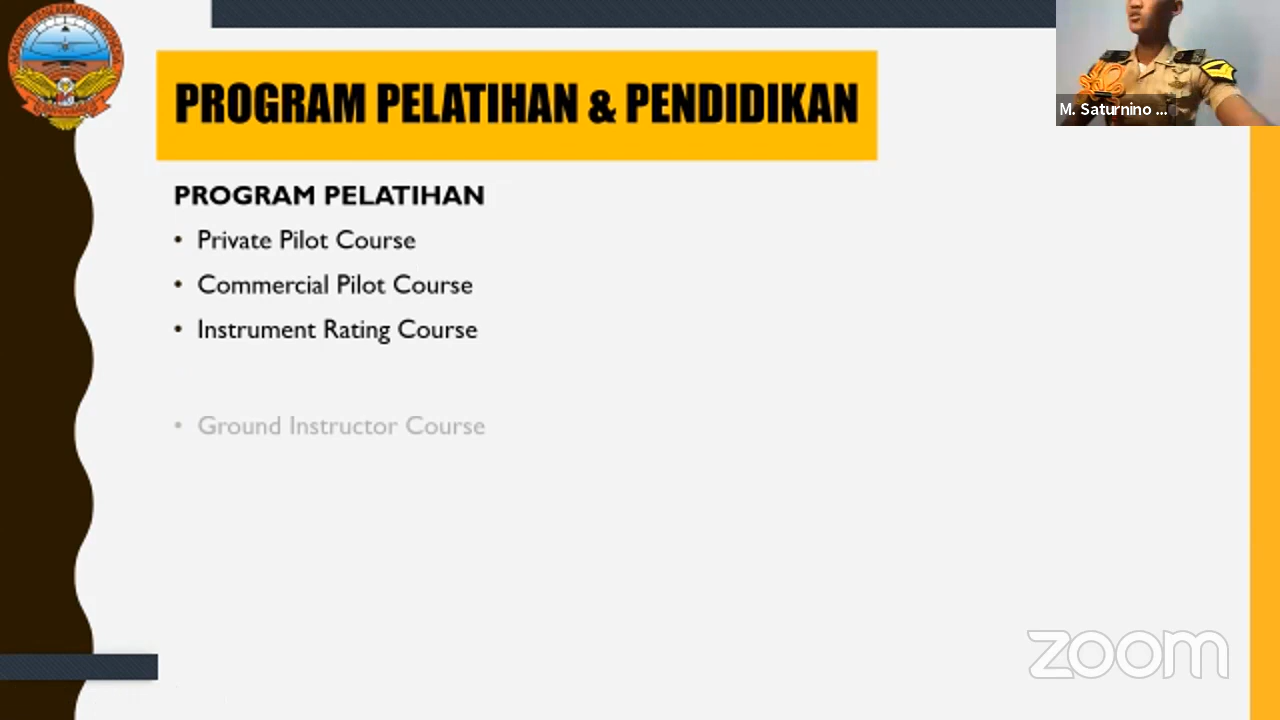 PROGRAM PELATIHAN & PENDIDIKAN
M. Saturnino ...
PROGRAM PELATIHAN
• Private Pilot Course
• Commercial Pilot Course
• Instrument Rating Course
• Ground Instructor Course
zoom